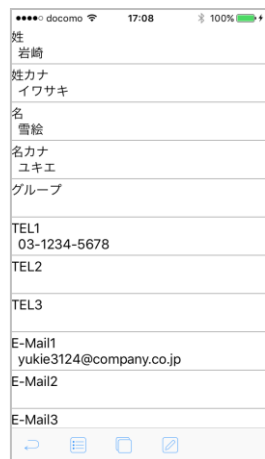 docomo 17:08 100%
姓
岩崎
姓カナ
イワサキ
名
雪絵
名カナ
ユキエ
グループ
TEL1
03-1234-5678
TEL2
TEL3
E-Mail1
yukie3124@company.co.jp
E-Mail2
E-Mail3